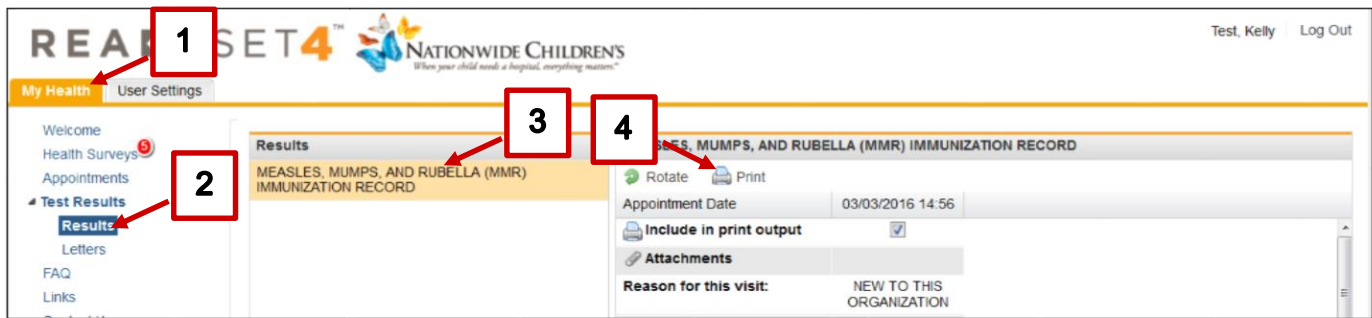 SET4™
NATIONWIDE CHILDREN'S
When your child needs a hospital, everything matters.™
Test, Kelly
Log Out
1
My Health
User Settings
Welcome
Health Surveys 5
Appointments
Test Results
Results
Letters
FAQ
Links
2
3
Results
MEASLES, MUMPS, AND RUBELLA (MMR)
IMMUNIZATION RECORD
4
MUMPS, AND RUBELLA (MMR) IMMUNIZATION RECORD
Rotate
Print
Appointment Date
03/03/2016 14:56
Include in print output
Attachments
Reason for this visit:
NEW TO THIS
ORGANIZATION